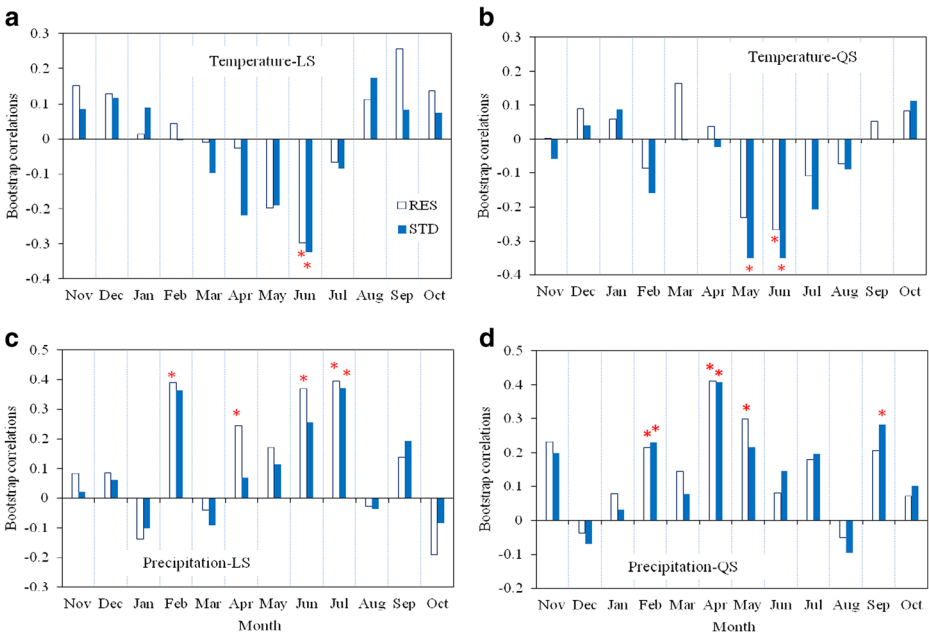 a
0.3
0.2
0.1
0
-0.1
-0.2
-0.3
-0.4
Bootstrap correlations
Temperature-LS
RES
STD
* *
Nov Dec Jan Feb Mar Apr May Jun Jul Aug Sep Oct
b
0.3
0.2
0.1
0
-0.1
-0.2
-0.3
-0.4
Bootstrap correlations
Temperature-QS
* * *
Nov Dec Jan Feb Mar Apr May Jun Jul Aug Sep Oct
c
0.5
0.4
0.3
0.2
0.1
0
-0.1
-0.2
-0.3
Bootstrap correlations
* * * * *
Precipitation-LS
Nov Dec Jan Feb Mar Apr May Jun Jul Aug Sep Oct
Month
d
0.5
0.4
0.3
0.2
0.1
0
-0.1
-0.2
Bootstrap correlations
* * * * * *
Precipitation-QS
Nov Dec Jan Feb Mar Apr May Jun Jul Aug Sep Oct
Month